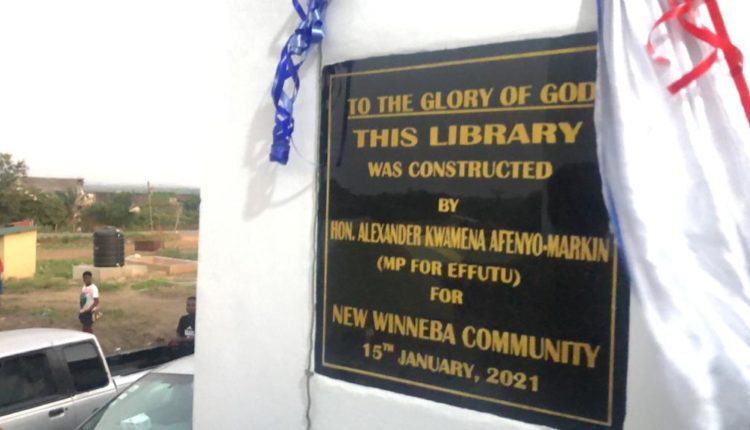 TO THE GLORY OF GOD
THIS LIBRARY
WAS CONSTRUCTED
BY
HON. ALEXANDER KWAMENA AFENYO-MARKIN
(MP FOR EFFUTU)
FOR
NEW WINNEBA COMMUNITY
15TH JANUARY, 2021